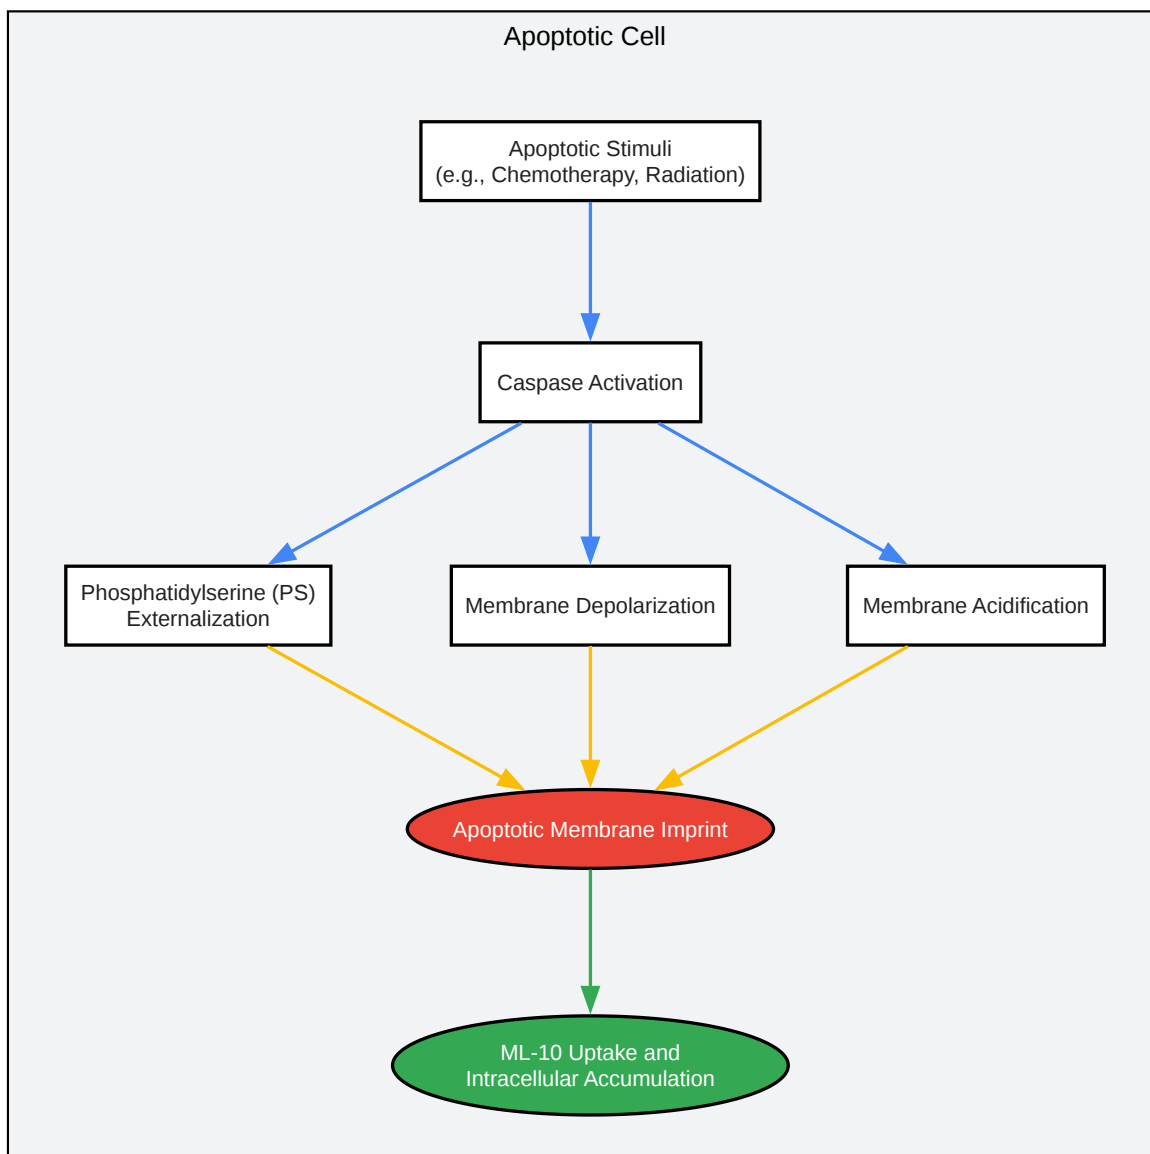 Apoptotic Cell
Apoptotic Stimuli
(e.g., Chemotherapy, Radiation)
Caspase Activation
Phosphatidylserine (PS)
Externalization
Membrane Depolarization
Membrane Acidification
Apoptotic Membrane Imprint
ML-10 Uptake and
Intracellular Accumulation